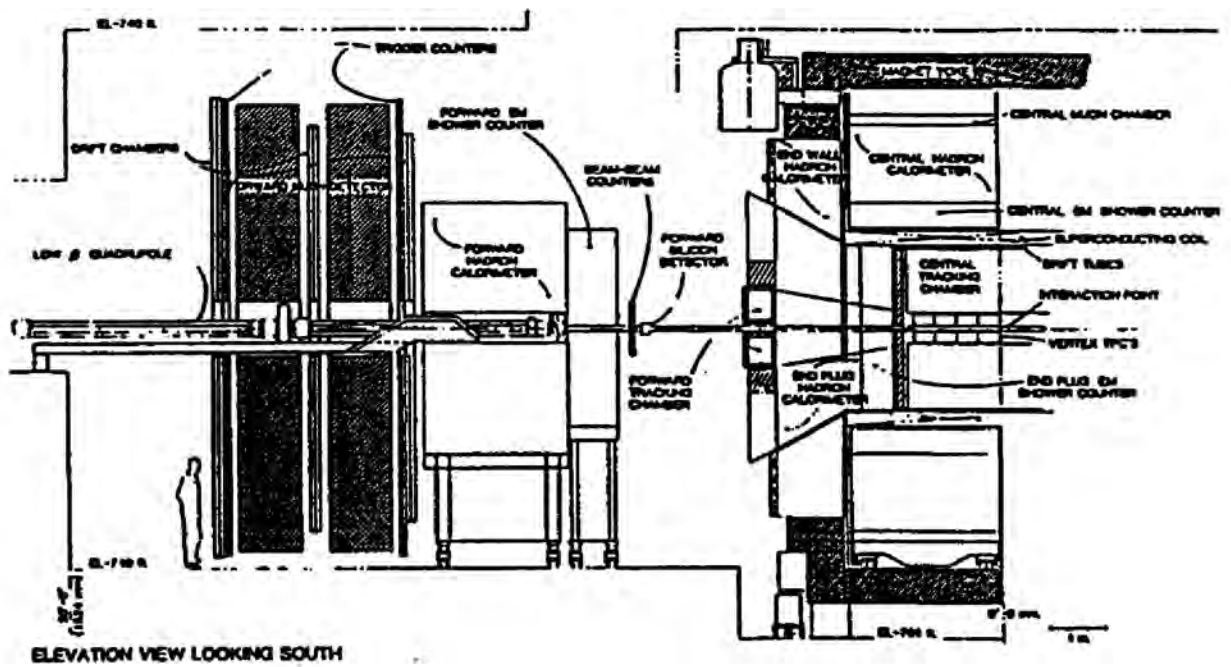 TRIGGER COUNTERS
DRIFT CHAMBERS
LOW β QUADRUPOLE
FORWARD EM
SHOWER COUNTER
BEAM-BEAM
COUNTERS
FORWARD
HADRON
CALORIMETER
FORWARD
SILICON
DETECTOR
FORWARD
TRACKING
CHAMBER
MAGNET YOKE
CENTRAL MUON CHAMBER
END WALL
HADRON
CALORIMETER
CENTRAL HADRON
CALORIMETER
CENTRAL EM SHOWER COUNTER
SUPERCONDUCTING COIL
DRIFT TUBES
CENTRAL
TRACKING
CHAMBER
INTERACTION POINT
VERTEX TPC'S
END PLUG
HADRON
CALORIMETER
END PLUG EM
SHOWER COUNTER
ELEVATION VIEW LOOKING SOUTH